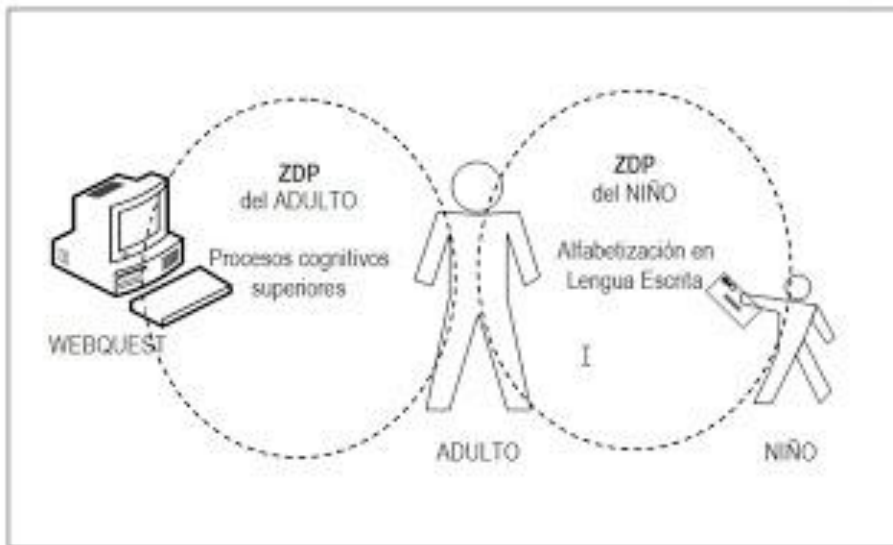 ZDP
del ADULTO
Procesos cognitivos
superiores
WEBQUEST
ZDP
del NIÑO
Alfabetización en
Lengua Escrita
ADULTO
NIÑO